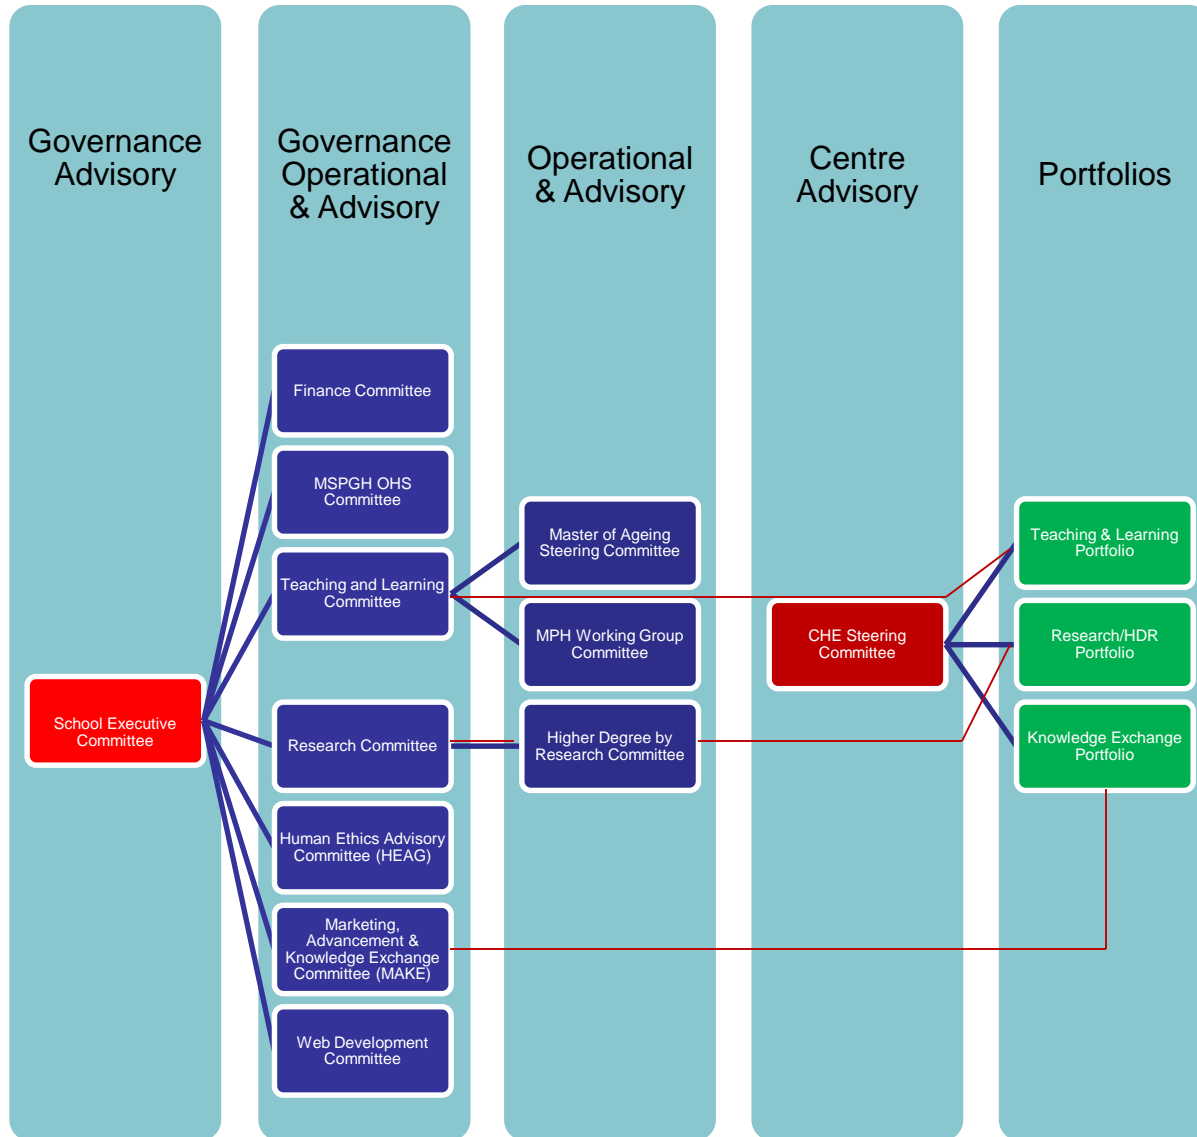 Governance
Advisory
Governance
Operational
& Advisory
Operational
& Advisory
Centre
Advisory
Portfolios
School Executive
Committee
Finance Committee
MSPGH OHS
Committee
Teaching and Learning
Committee
Research Committee
Human Ethics Advisory
Committee (HEAG)
Marketing,
Advancement &
Knowledge Exchange
Committee (MAKE)
Web Development
Committee
Master of Ageing
Steering Committee
MPH Working Group
Committee
Higher Degree by
Research Committee
CHE Steering
Committee
Teaching & Learning
Portfolio
Research/HDR
Portfolio
Knowledge Exchange
Portfolio